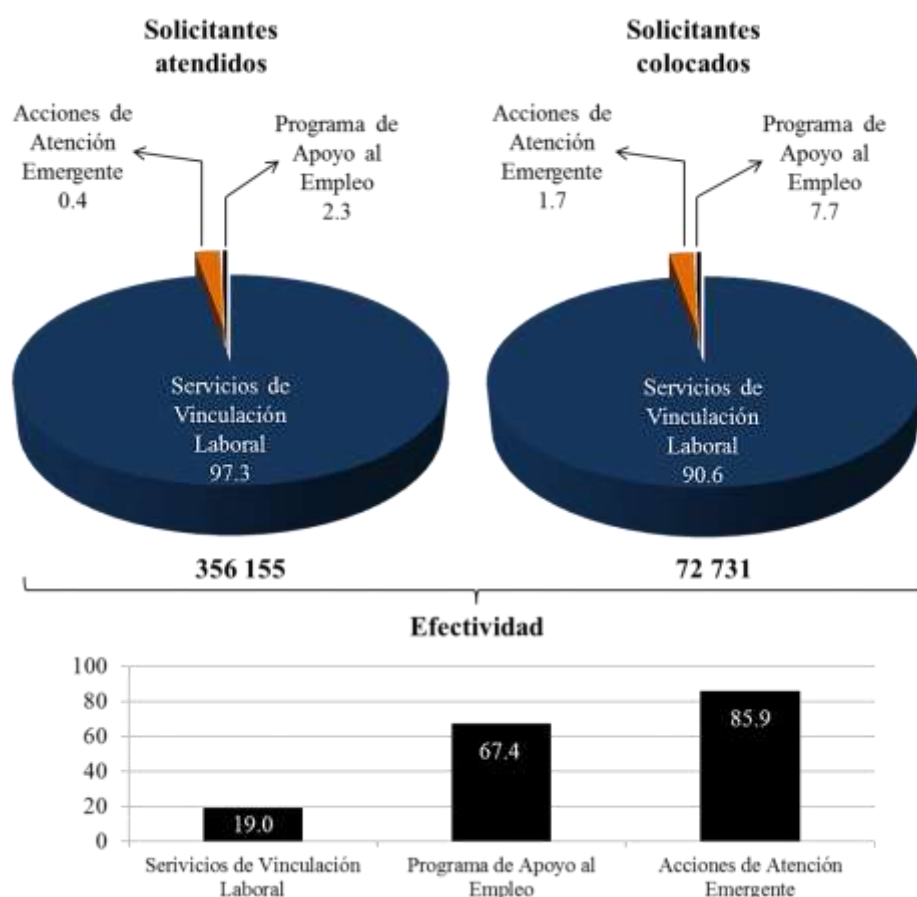 Solicitantes
atendidos
Acciones de
Atención
Emergente
0.4
Programa de
Apoyo al
Empleo
2.3
Servicios de
Vinculación
Laboral
97.3
356 155
Solicitantes
colocados
Acciones de
Atención
Emergente
1.7
Programa de
Apoyo al
Empleo
7.7
Servicios de
Vinculación
Laboral
90.6
72 731
Efectividad
100
80
60
40
20
0
19.0
67.4
85.9
Serivicios de Vinculación
Laboral
Programa de Apoyo al
Empleo
Acciones de Atención
Emergente